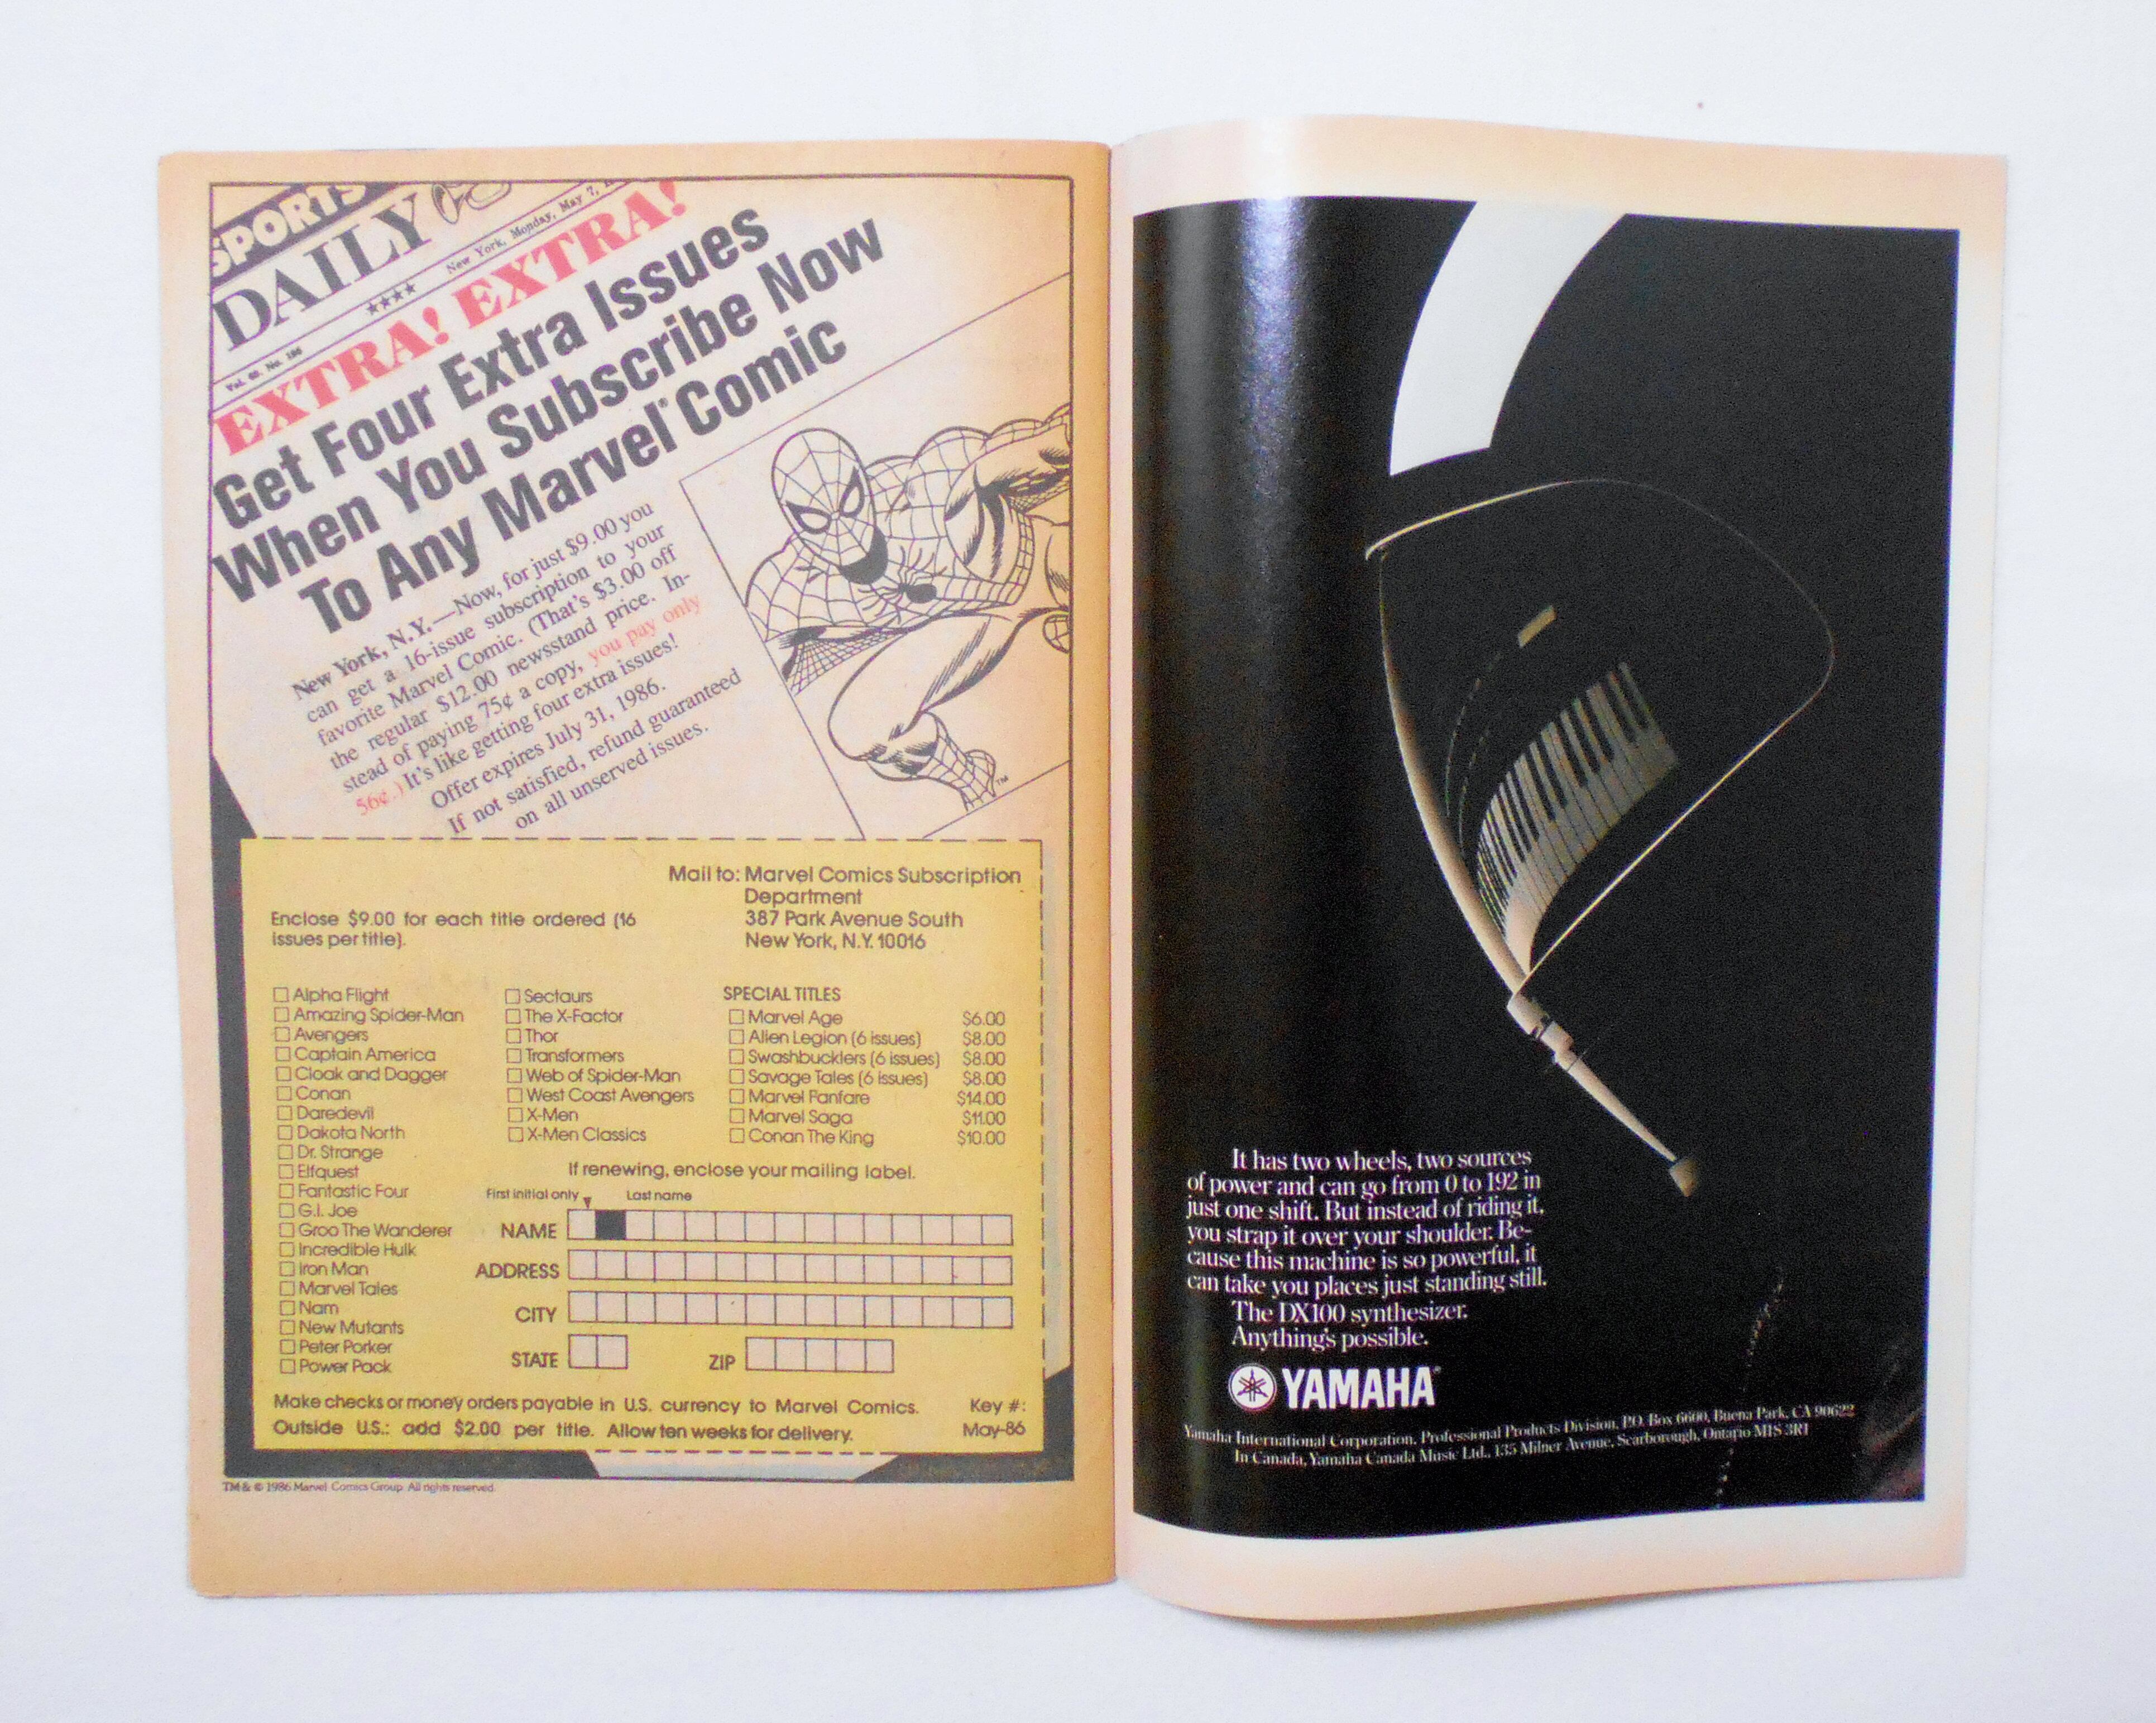 SPORTS
DAILY
New York, Monday, May 7,
★★★★
Vol. 60. No. 186
EXTRA! EXTRA!
Get Four Extra Issues
When You Subscribe Now
To Any Marvel® Comic
New York, N.Y.—Now, for just $9.00 you
can get a 16-issue subscription to your
favorite Marvel Comic. (That's $3.00 off
the regular $12.00 newsstand price. In-
stead of paying 75¢ a copy, you pay only
56¢.) It's like getting four extra issues!
Offer expires July 31, 1986.
If not satisfied, refund guaranteed
on all unserved issues.
TM
Mail to: Marvel Comics Subscription
Department
387 Park Avenue South
New York, N.Y. 10016
Enclose $9.00 for each title ordered (16
issues per title).
Alpha Flight
Amazing Spider-Man
Avengers
Captain America
Cloak and Dagger
Conan
Daredevil
Dakota North
Dr. Strange
Elfquest
Fantastic Four
G.I. Joe
Groo The Wanderer
Incredible Hulk
Iron Man
Marvel Tales
Nam
New Mutants
Peter Porker
Power Pack
Sectaurs
The X-Factor
Thor
Transformers
Web of Spider-Man
West Coast Avengers
X-Men
X-Men Classics
SPECIAL TITLES
Marvel Age $6.00
Alien Legion (6 issues) $8.00
Swashbucklers (6 issues) $8.00
Savage Tales (6 issues) $8.00
Marvel Fanfare $14.00
Marvel Saga $11.00
Conan The King $10.00
If renewing, enclose your mailing label.
First initial only Last name
NAME
ADDRESS
CITY
STATE ZIP
Make checks or money orders payable in U.S. currency to Marvel Comics. Key #:
Outside U.S.: add $2.00 per title. Allow ten weeks for delivery. May-86
TM & © 1986 Marvel Comics Group. All rights reserved.
It has two wheels, two sources
of power and can go from 0 to 192 in
just one shift. But instead of riding it,
you strap it over your shoulder. Be-
cause this machine is so powerful, it
can take you places just standing still.
The DX100 synthesizer.
Anything's possible.
YAMAHA®
Yamaha International Corporation, Professional Products Division, P.O. Box 6600, Buena Park, CA 90622
In Canada, Yamaha Canada Music Ltd., 135 Milner Avenue, Scarborough, Ontario M1S 3R1